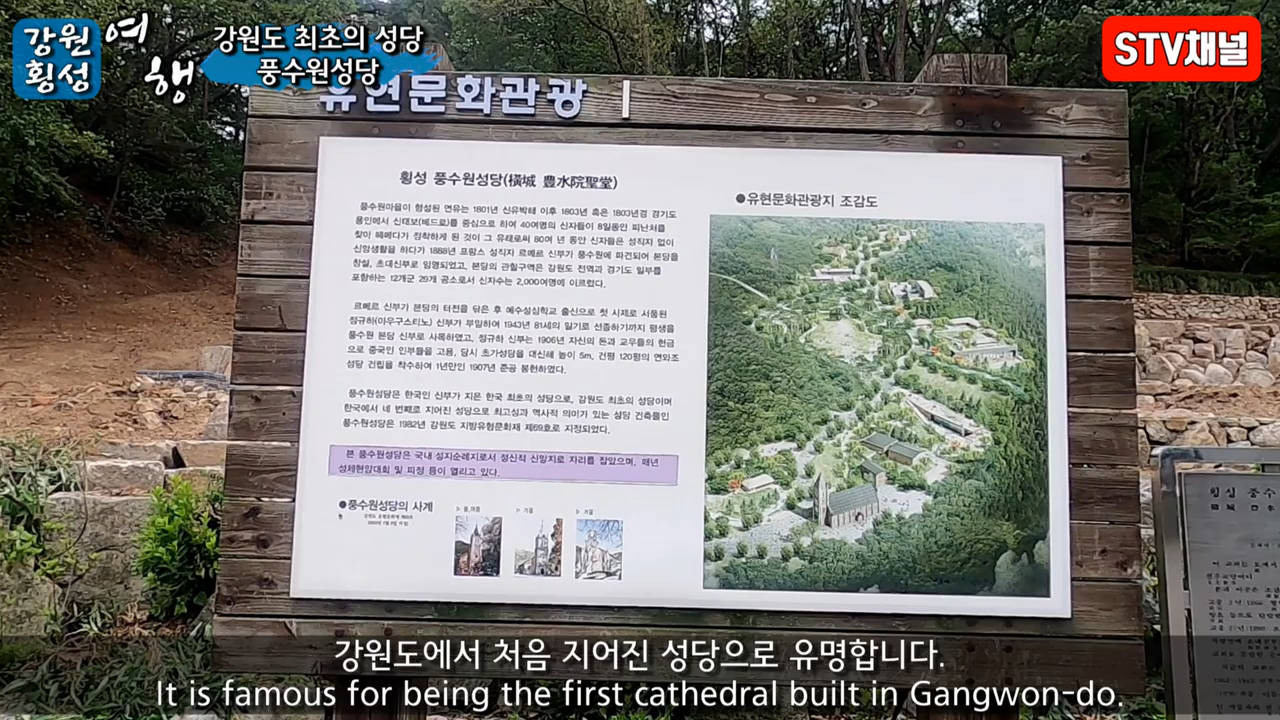 강원 여행
횡성
강원도 최초의 성당
풍수원성당
STV채널
유현문화관광
횡성 풍수원성당(橫城 豊水院聖堂)
풍수원마을이 형성된 연유는 1801년 신유박해 이후 1803년 혹은 1803년경 경기도
용인에서 신태보(베드로)를 중심으로 하여 40여명의 신자들이 8일동안 피난처를
찾아 헤메다가 정착하게 된 것이 그 유래로써 80여 년 동안 신자들은 성직자 없이
신앙생활을 하다가 1888년 프랑스 성직자 르메르 신부가 풍수원에 파견되어 본당을
창설, 초대신부로 임명되었고, 본당의 관할구역은 강원도 전역과 경기도 일부를
포함하는 12개군 29개 공소로서 신자수는 2,000여명에 이르렀다.
르메르 신부가 본당의 터전을 닦은 후 예수성심학교 출신으로 첫 사제로 서품된
정규하(아우구스티노) 신부가 부임하여 1943년 81세의 일기로 선종하기까지 평생을
풍수원 본당 신부로 사목하였고, 정규하 신부는 1906년 자신의 돈과 교우들의 헌금
으로 중국인 인부들을 고용, 당시 초가성당을 대신해 높이 5m, 건평 120평의 연와조
성당 건립을 착수하여 1년만인 1907년 준공 봉헌하였다.
풍수원성당은 한국인 신부가 지은 한국 최초의 성당으로, 강원도 최초의 성당이며
한국에서 네 번째로 지어진 성당으로 최고성과 역사적 의미가 있는 성당 건축물인
풍수원성당은 1982년 강원도 지방유형문화재 제69호로 지정되었다.
본 풍수원성당은 국내 성지순례지로서 정신적 신앙지로 자리를 잡았으며, 매년
성체현양대회 및 피정 등이 열리고 있다.
●풍수원성당의 사계
▷ 봄,여름
▷ 가을
▷ 겨울
●유현문화관광지 조감도
횡성 풍수
강원도에서 처음 지어진 성당으로 유명합니다.
It is famous for being the first cathedral built in Gangwon-do.